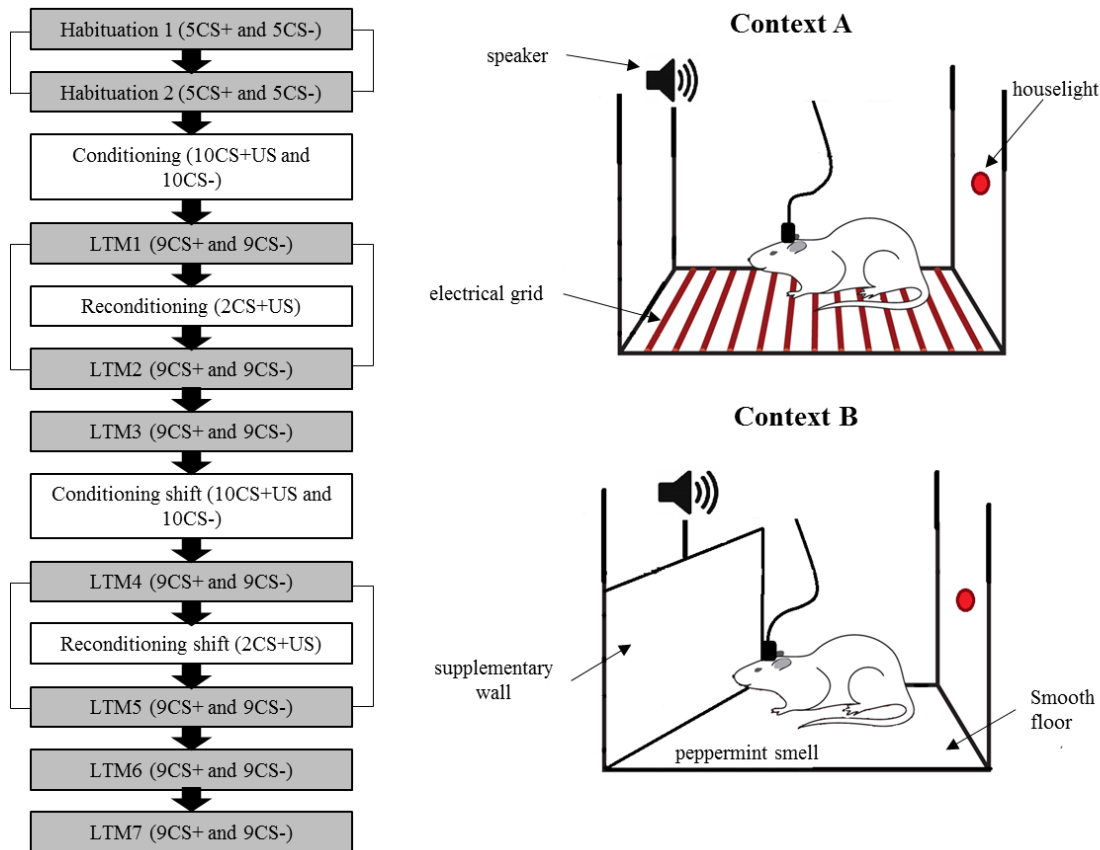 Habituation 1 (5CS+ and 5CS-)
Habituation 2 (5CS+ and 5CS-)
Conditioning (10CS+US and
10CS-)
LTM1 (9CS+ and 9CS-)
Reconditioning (2CS+US)
LTM2 (9CS+ and 9CS-)
LTM3 (9CS+ and 9CS-)
Conditioning shift (10CS+US and
10CS-)
LTM4 (9CS+ and 9CS-)
Reconditioning shift (2CS+US)
LTM5 (9CS+ and 9CS-)
LTM6 (9CS+ and 9CS-)
LTM7 (9CS+ and 9CS-)
Context A
speaker
houselight
electrical grid
Context B
supplementary
wall
Smooth
floor
peppermint smell